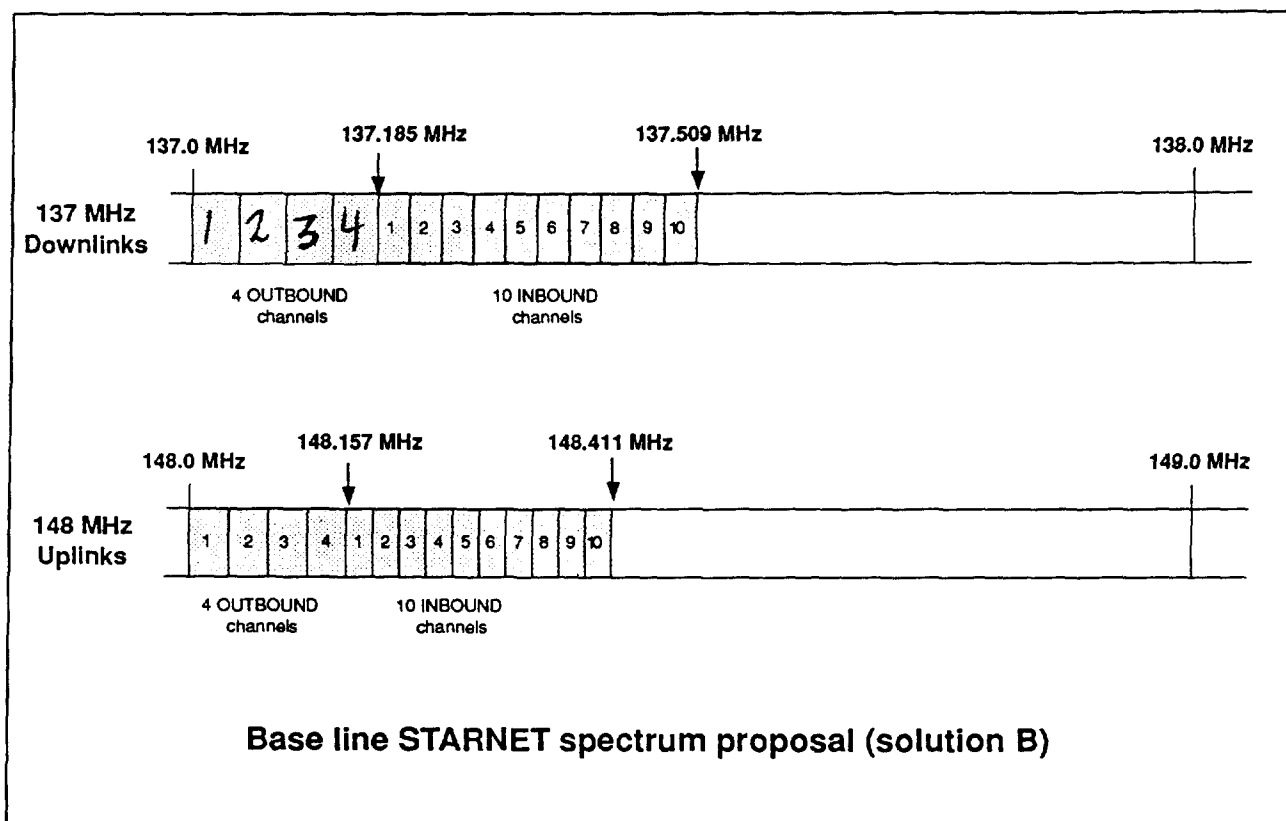 137.185 MHz 137.509 MHz
137.0 MHz 138.0 MHz
137 MHz
Downlinks
1 2 3 4 1 2 3 4 5 6 7 8 9 10
4 OUTBOUND
channels
10 INBOUND
channels
148.157 MHz 148.411 MHz
148.0 MHz 149.0 MHz
148 MHz
Uplinks
1 2 3 4 1 2 3 4 5 6 7 8 9 10
4 OUTBOUND
channels
10 INBOUND
channels
Base line STARNET spectrum proposal (solution B)